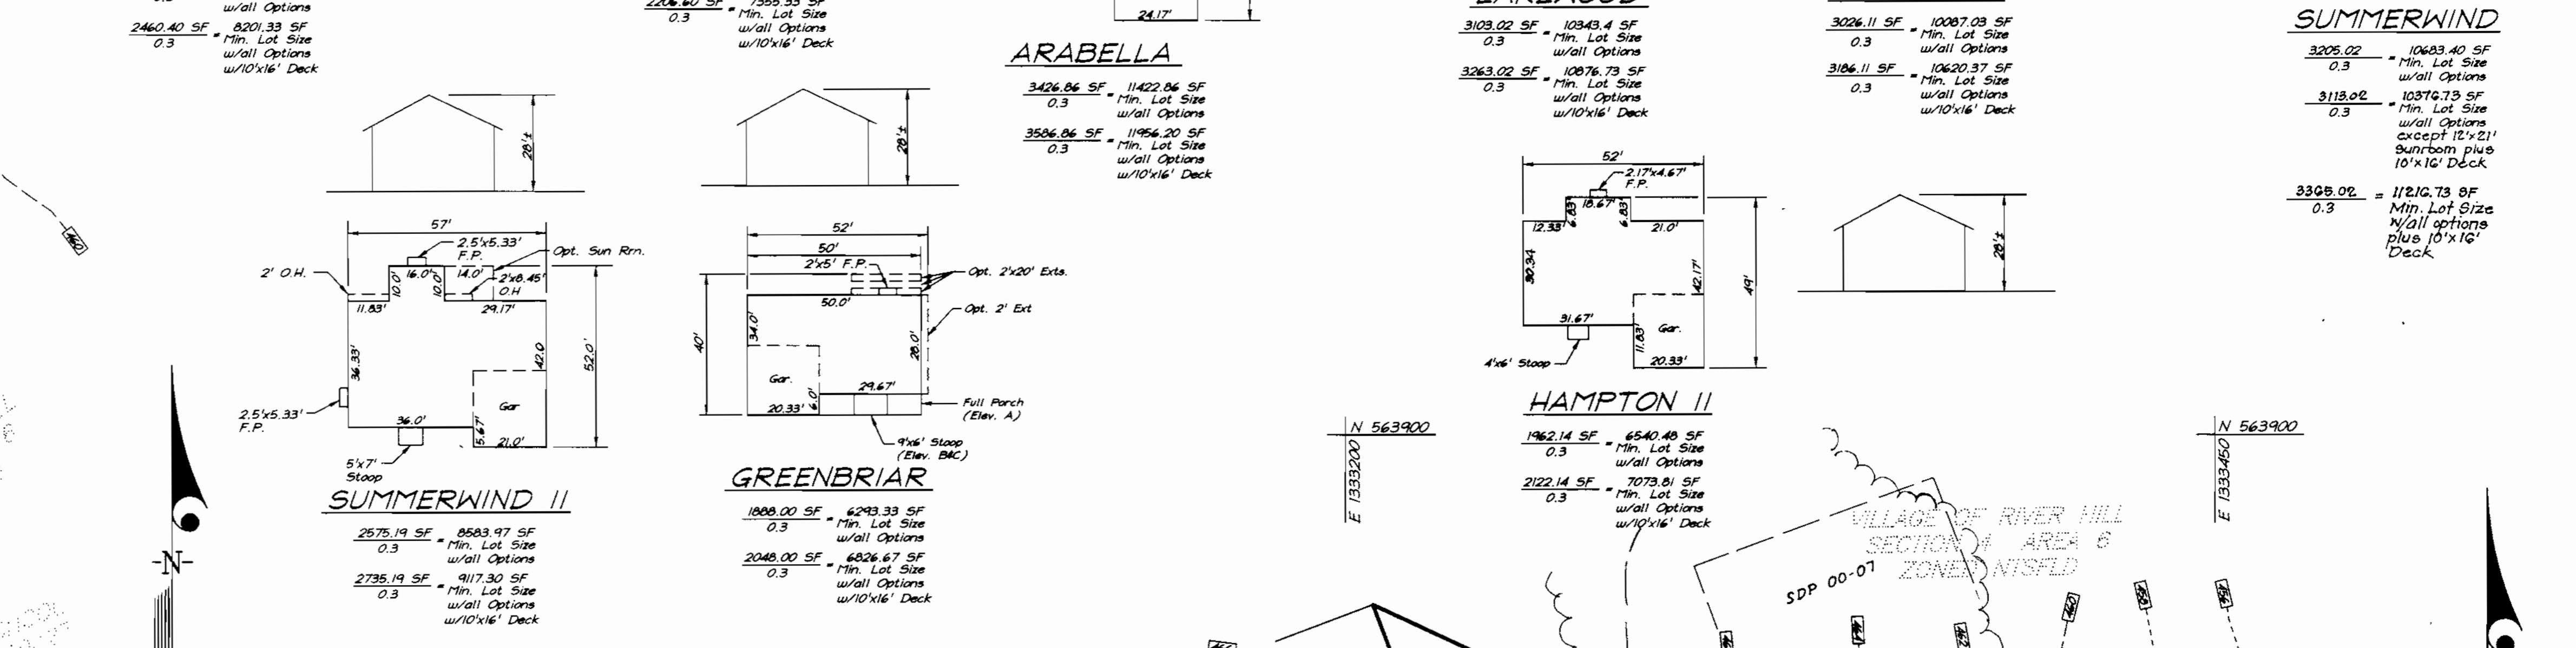 w/all Options
2460.40 SF = 8201.33 SF
0.3
Min. Lot Size
w/all Options
w/10'x16' Deck
0.3
Min. Lot Size
w/all Options
w/10'x16' Deck
24.17'
ARABELLA
3426.86 SF = 11422.86 SF
0.3
Min. Lot Size
w/all Options
3586.86 SF = 11956.20 SF
0.3
Min. Lot Size
w/all Options
w/10'x16' Deck
3103.02 SF = 10343.4 SF
0.3
Min. Lot Size
w/all Options
3263.02 SF = 10876.73 SF
0.3
Min. Lot Size
w/all Options
w/10'x16' Deck
3026.11 SF = 10087.03 SF
0.3
Min. Lot Size
w/all Options
3186.11 SF = 10620.37 SF
0.3
Min. Lot Size
w/all Options
w/10'x16' Deck
SUMMERWIND
3205.02 = 10683.40 SF
0.3
Min. Lot Size
w/all Options
3113.02 = 10376.73 SF
0.3
Min. Lot Size
w/all Options
except 12'x21'
sunroom plus
10'x16' Deck
3365.02 = 11216.73 SF
0.3
Min. Lot Size
w/all options
plus 10'x16'
Deck
460
28'±
57'
2.5'x5.33'
F.P.
Opt. Sun Rm.
2' O.H.
10.0'
16.0'
10.0'
14.0'
2'x8.45'
O.H
11.83'
29.17'
36.33'
42.0
52.0'
Gar
2.5'x5.33'
F.P.
36.0'
5.67'
21.0'
5'x7'
Stoop
SUMMERWIND II
2575.19 SF = 8583.97 SF
0.3
Min. Lot Size
w/all Options
2735.19 SF = 9117.30 SF
0.3
Min. Lot Size
w/all Options
w/10'x16' Deck
-N-
28'±
52'
50'
2'x5' F.P.
Opt. 2'x20' Exts.
50.0'
Opt. 2' Ext
40'
34.0'
28.0'
Gar.
29.67'
20.33'
6.0'
Full Porch
(Elev. A)
9'x6' Stoop
(Elev. B&C)
GREENBRIAR
1888.00 SF = 6293.33 SF
0.3
Min. Lot Size
w/all Options
2048.00 SF = 6826.67 SF
0.3
Min. Lot Size
w/all Options
w/10'x16' Deck
52'
2.17'x4.67'
F.P.
6.83'
18.67'
6.83'
12.33'
21.0'
30.34
42.17'
49'
31.67'
11.83'
Gar.
20.33'
4'x6' Stoop
HAMPTON II
1962.14 SF = 6540.48 SF
0.3
Min. Lot Size
w/all Options
2122.14 SF = 7073.81 SF
0.3
Min. Lot Size
w/all Options
w/10'x16' Deck
28'±
N 563900
E 1333200
N 563900
E 1333450
VILLAGE OF RIVER HILL
SECTION 4 AREA 6
ZONED NTSFLD
SDP 00-07